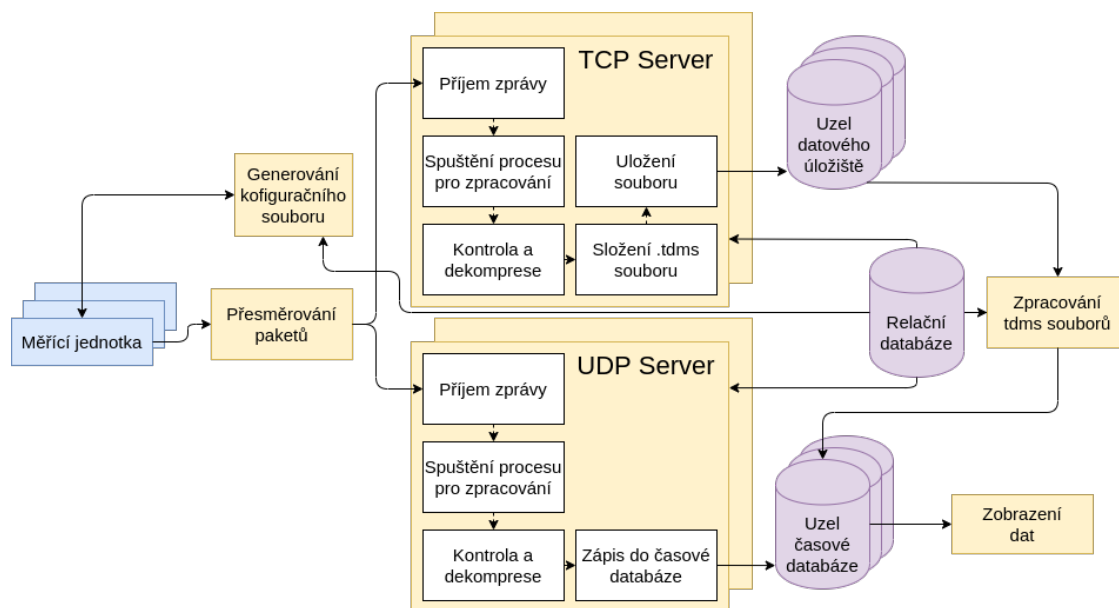 TCP Server
Příjem zprávy
Spuštění procesu
pro zpracování
Kontrola a
dekomprese
Složení .tdms
souboru
Uložení
souboru
Uzel
datového
úložiště
Generování
kofiguračního
souboru
Měřící jednotka
Přesměrování
paketů
Relační
databáze
Zpracování
tdms souborů
UDP Server
Příjem zprávy
Spuštění procesu
pro zpracování
Kontrola a
dekomprese
Zápis do časové
databáze
Uzel
časové
databáze
Zobrazení
dat